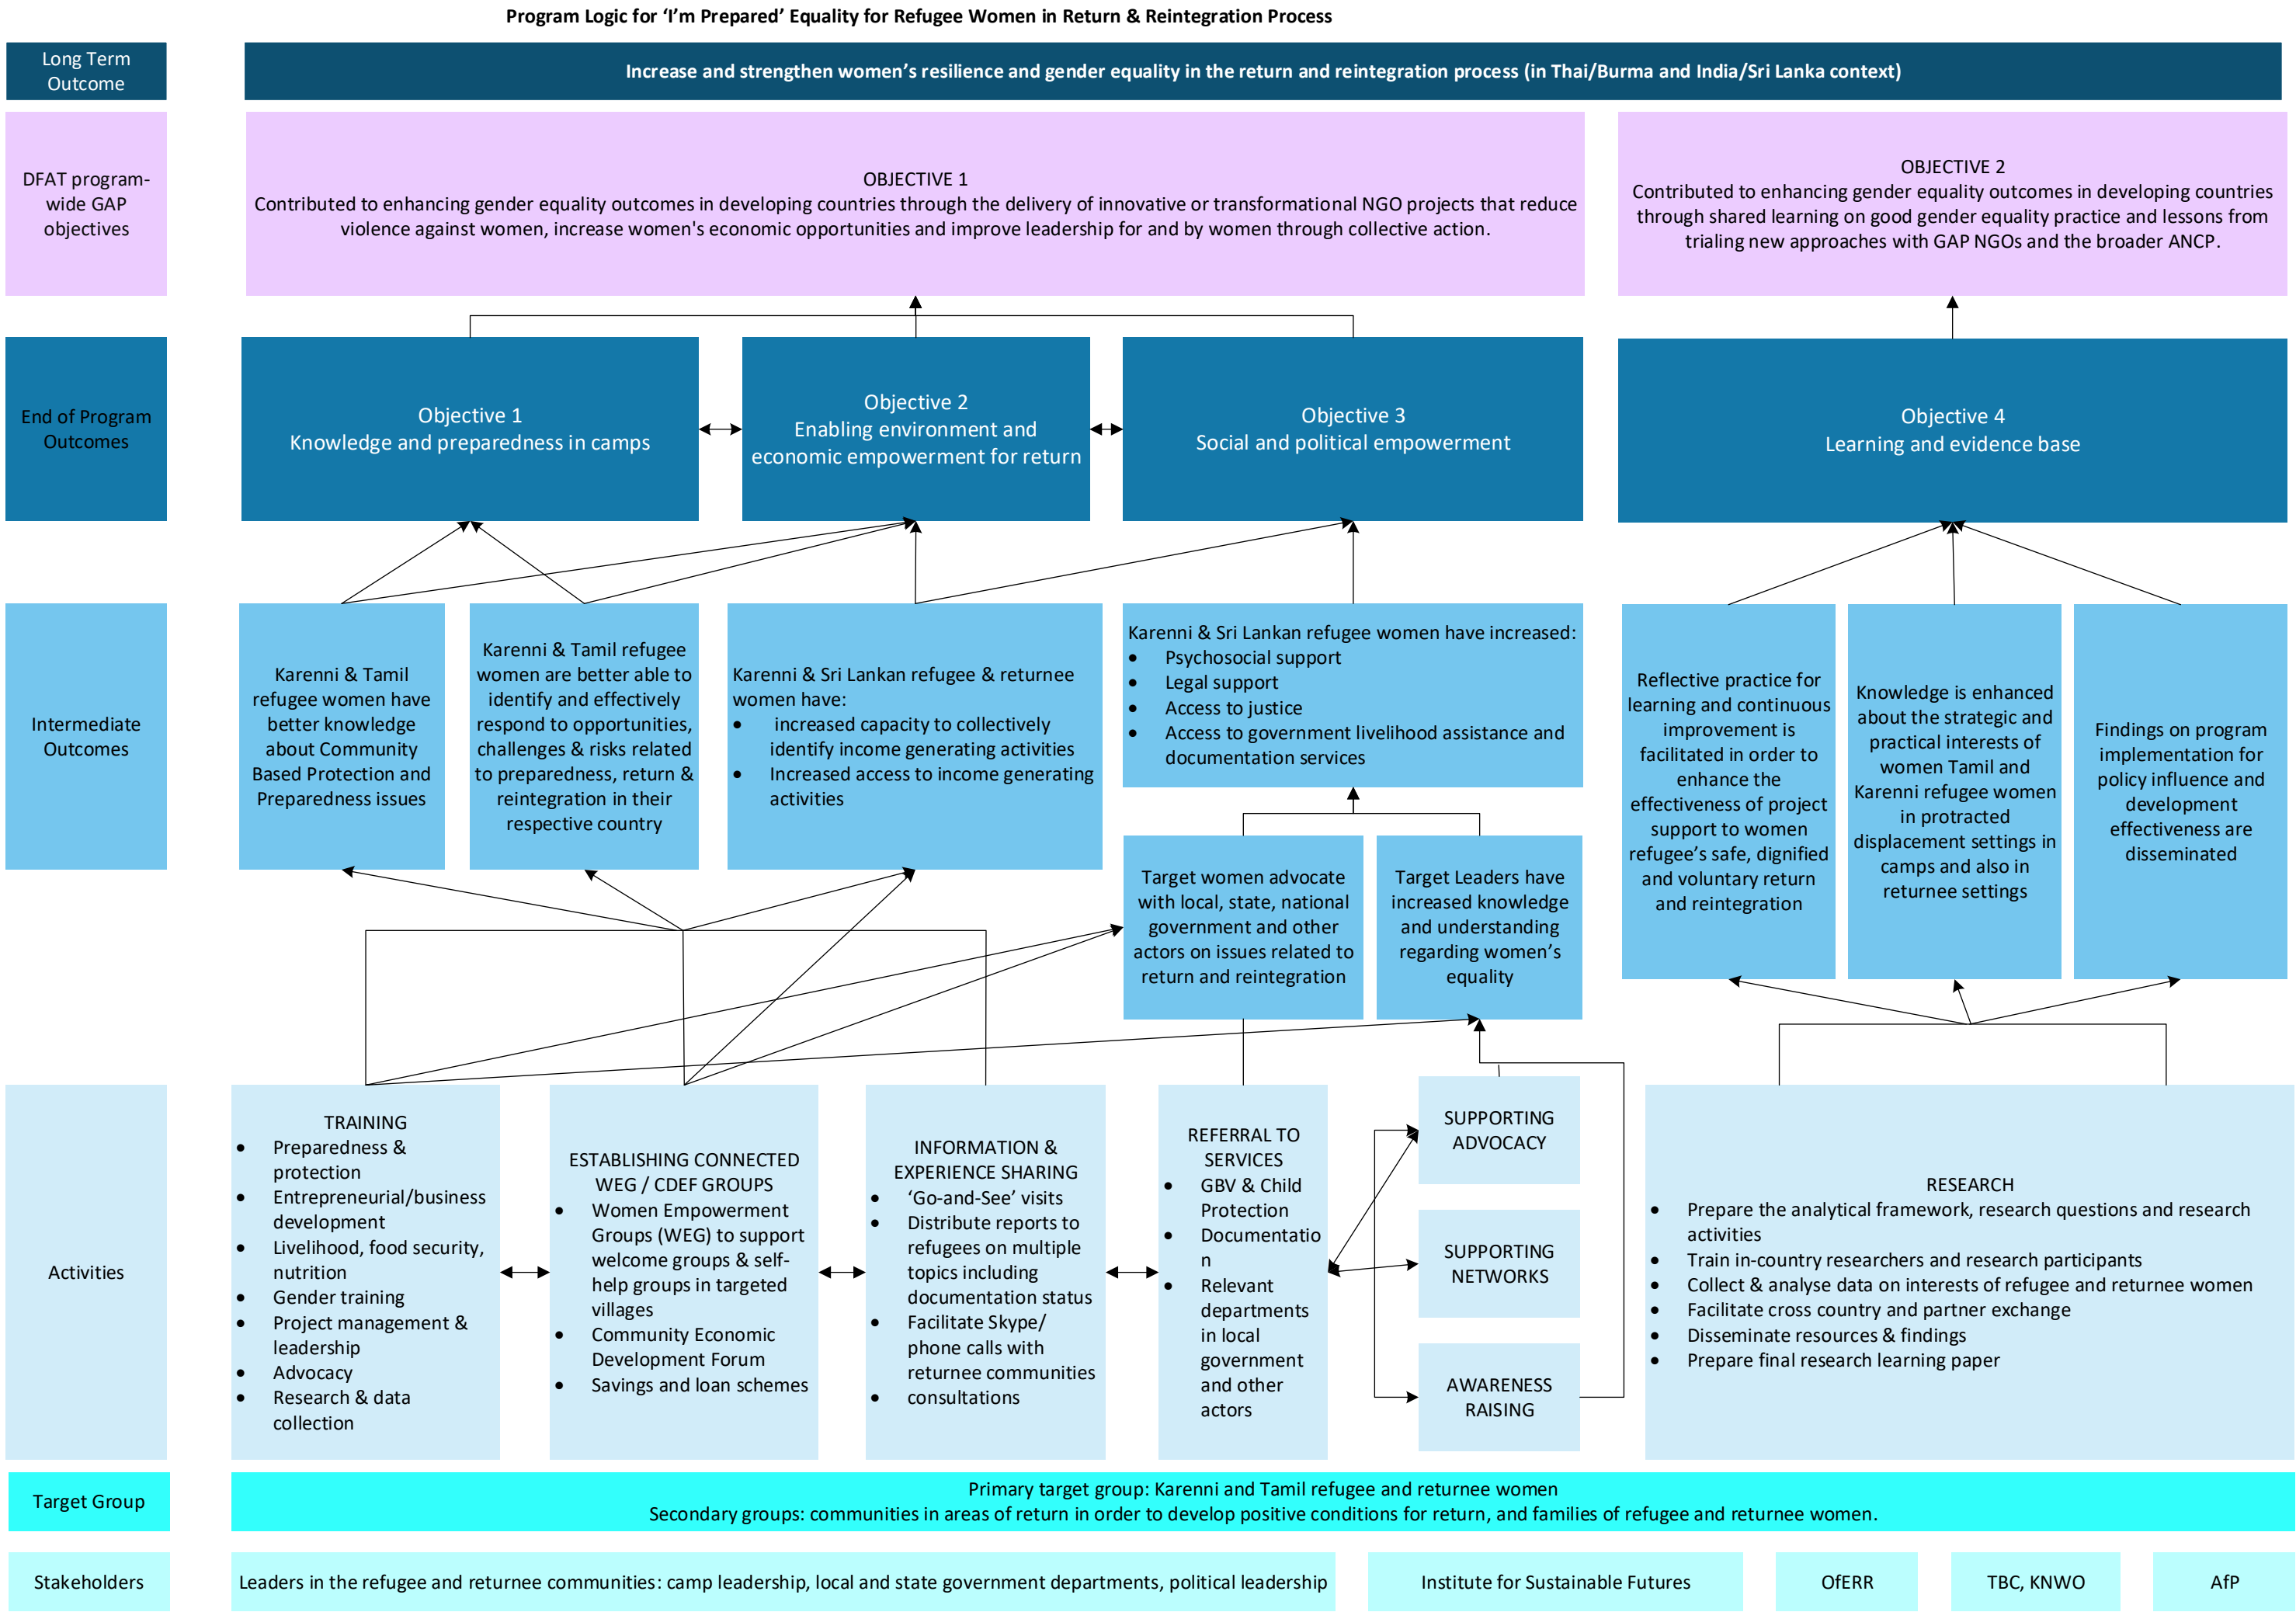 Program Logic for ‘I’m Prepared’ Equality for Refugee Women in Return & Reintegration Process
Long Term
Outcome
Increase and strengthen women’s resilience and gender equality in the return and reintegration process (in Thai/Burma and India/Sri Lanka context)
DFAT program-
wide GAP
objectives
OBJECTIVE 1
Contributed to enhancing gender equality outcomes in developing countries through the delivery of innovative or transformational NGO projects that reduce
violence against women, increase women's economic opportunities and improve leadership for and by women through collective action.
OBJECTIVE 2
Contributed to enhancing gender equality outcomes in developing countries
through shared learning on good gender equality practice and lessons from
trialing new approaches with GAP NGOs and the broader ANCP.
End of Program
Outcomes
Objective 1
Knowledge and preparedness in camps
Objective 2
Enabling environment and
economic empowerment for return
Objective 3
Social and political empowerment
Objective 4
Learning and evidence base
Intermediate
Outcomes
Karenni & Tamil
refugee women have
better knowledge
about Community
Based Protection and
Preparedness issues
Karenni & Tamil refugee
women are better able to
identify and effectively
respond to opportunities,
challenges & risks related
to preparedness, return &
reintegration in their
respective country
Karenni & Sri Lankan refugee & returnee
women have:
• increased capacity to collectively
identify income generating activities
• Increased access to income generating
activities
Karenni & Sri Lankan refugee women have increased:
• Psychosocial support
• Legal support
• Access to justice
• Access to government livelihood assistance and
documentation services
Target women advocate
with local, state, national
government and other
actors on issues related to
return and reintegration
Target Leaders have
increased knowledge
and understanding
regarding women’s
equality
Reflective practice for
learning and continuous
improvement is
facilitated in order to
enhance the
effectiveness of project
support to women
refugee’s safe, dignified
and voluntary return
and reintegration
Knowledge is enhanced
about the strategic and
practical interests of
women Tamil and
Karenni refugee women
in protracted
displacement settings in
camps and also in
returnee settings
Findings on program
implementation for
policy influence and
development
effectiveness are
disseminated
Activities
TRAINING
• Preparedness &
protection
• Entrepreneurial/business
development
• Livelihood, food security,
nutrition
• Gender training
• Project management &
leadership
• Advocacy
• Research & data
collection
ESTABLISHING CONNECTED
WEG / CDEF GROUPS
• Women Empowerment
Groups (WEG) to support
welcome groups & self-
help groups in targeted
villages
• Community Economic
Development Forum
• Savings and loan schemes
INFORMATION &
EXPERIENCE SHARING
• ‘Go-and-See’ visits
• Distribute reports to
refugees on multiple
topics including
documentation status
• Facilitate Skype/
phone calls with
returnee communities
• consultations
REFERRAL TO
SERVICES
• GBV & Child
Protection
• Documentatio
n
• Relevant
departments
in local
government
and other
actors
SUPPORTING
ADVOCACY
SUPPORTING
NETWORKS
AWARENESS
RAISING
RESEARCH
• Prepare the analytical framework, research questions and research
activities
• Train in-country researchers and research participants
• Collect & analyse data on interests of refugee and returnee women
• Facilitate cross country and partner exchange
• Disseminate resources & findings
• Prepare final research learning paper
Target Group
Primary target group: Karenni and Tamil refugee and returnee women
Secondary groups: communities in areas of return in order to develop positive conditions for return, and families of refugee and returnee women.
Stakeholders
Leaders in the refugee and returnee communities: camp leadership, local and state government departments, political leadership
Institute for Sustainable Futures
OfERR
TBC, KNWO
AfP